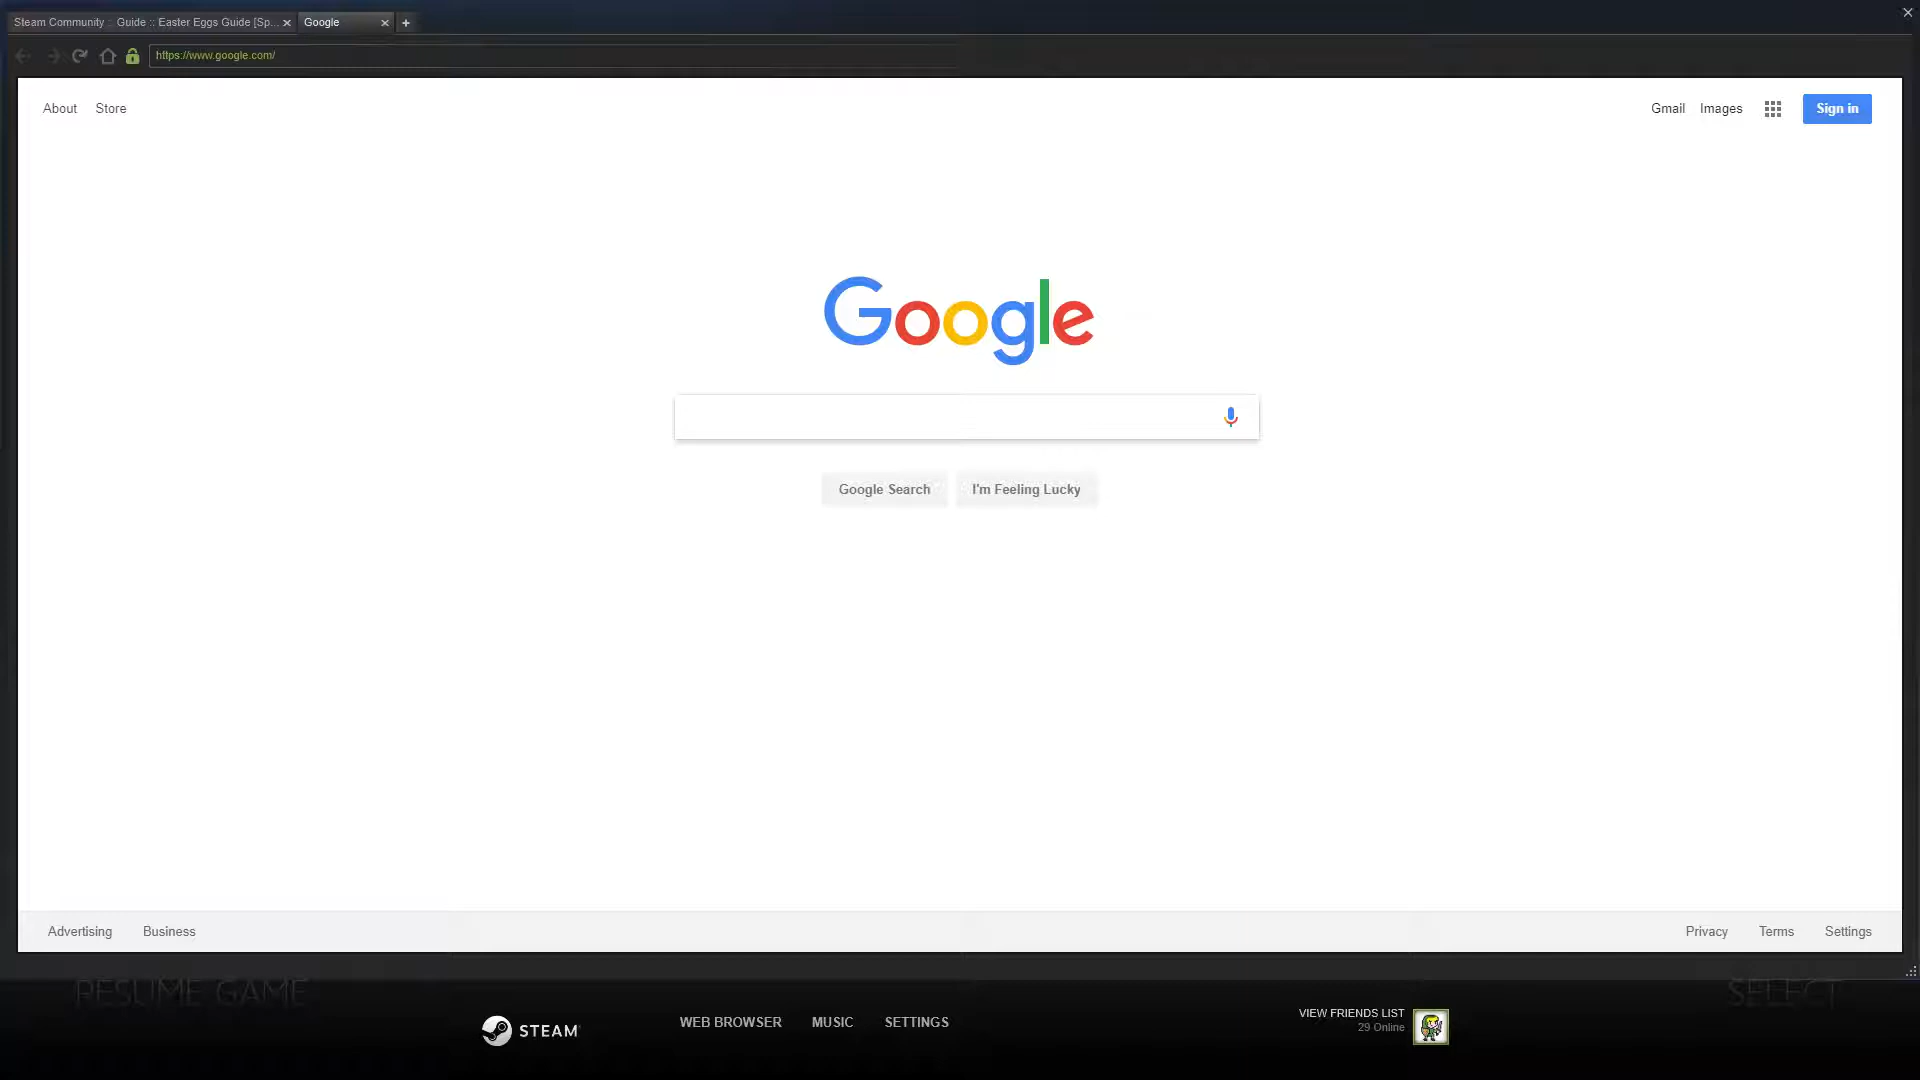 Steam Community :: Guide :: Easter Eggs Guide [Sp...
Google
https://www.google.com/
About Store
Gmail Images Sign in
Google
Google Search I'm Feeling Lucky
Advertising Business
Privacy Terms Settings
RESUME GAME
SELECT
STEAM
WEB BROWSER MUSIC SETTINGS
VIEW FRIENDS LIST
29 Online